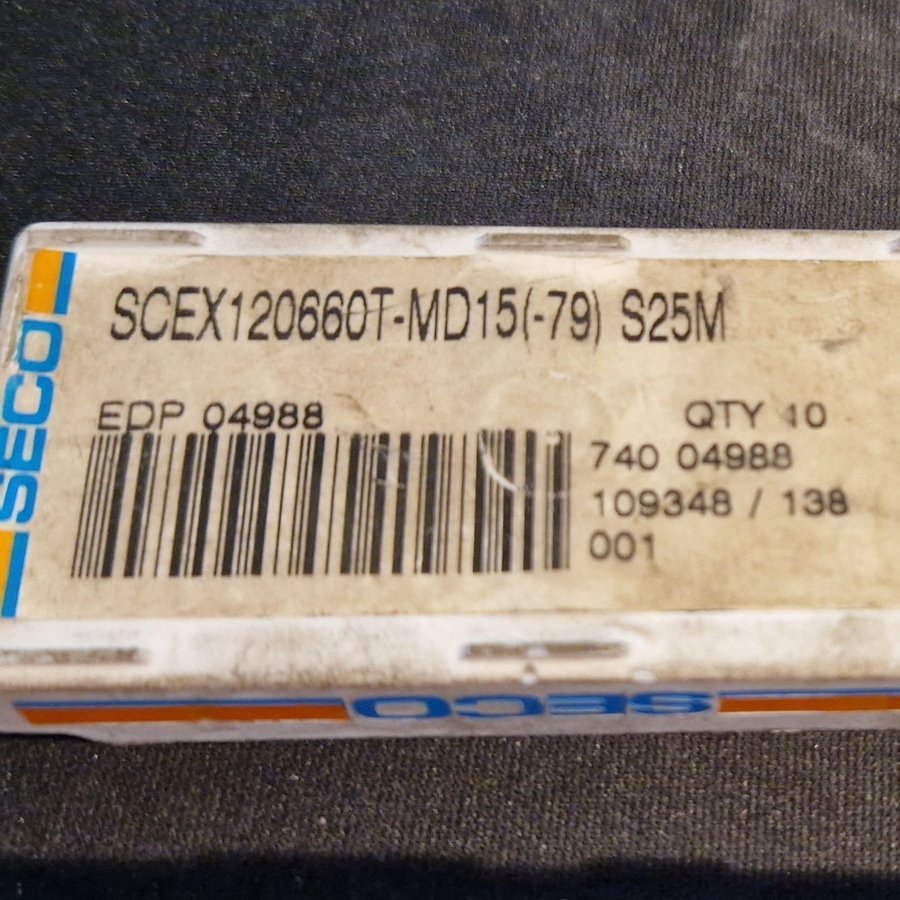 SCEX120660T-MD15(-79) S25M
SECO
EDP 04988
QTY 10
740 04988
109348 / 138
001
SECO